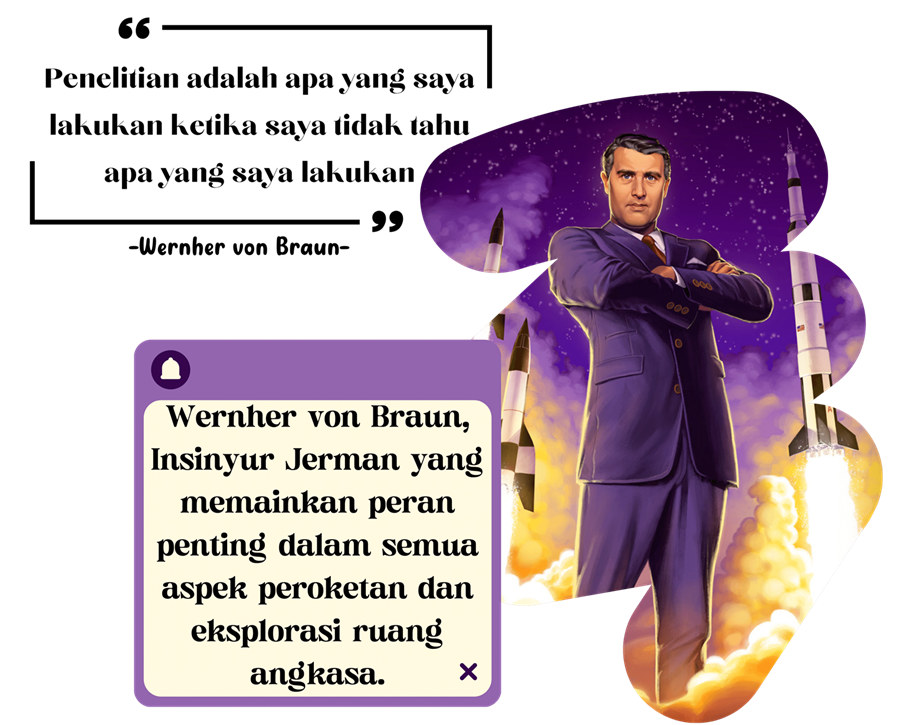 “
Penelitian adalah apa yang saya
lakukan ketika saya tidak tahu
apa yang saya lakukan
”
-Wernher von Braun-
Wernher von Braun,
Insinyur Jerman yang
memainkan peran
penting dalam semua
aspek peroketan dan
eksplorasi ruang
angkasa.